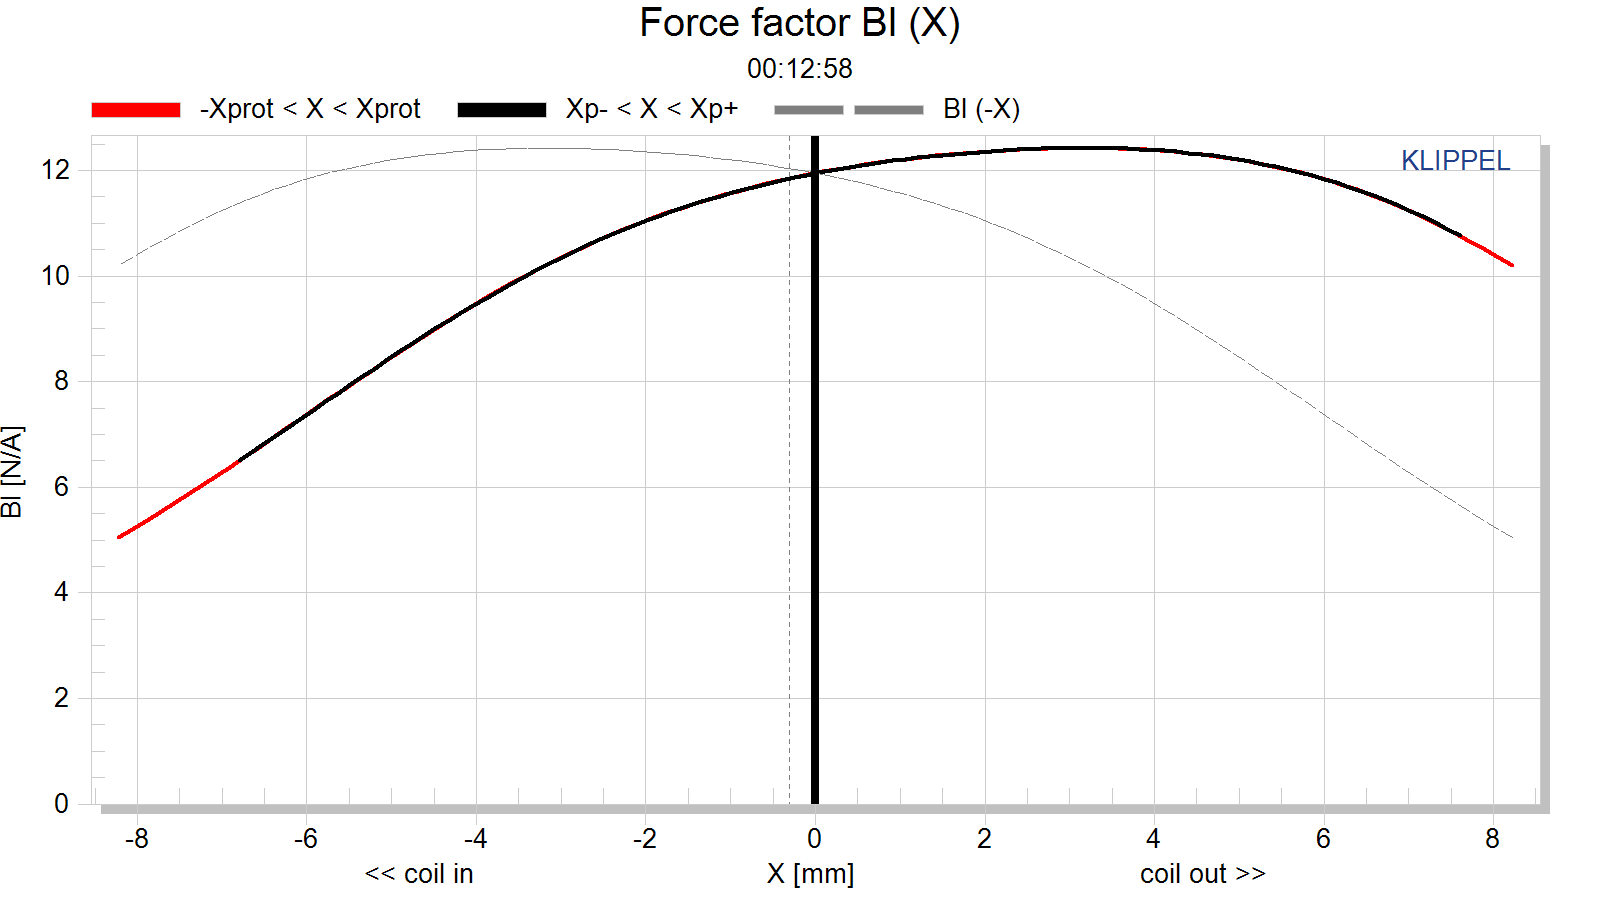 Force factor Bl (X)
00:12:58
-Xprot < X < Xprot Xp- < X < Xp+ Bl (-X)
KLIPPEL
12
10
8
6
4
2
0
Bl [N/A]
-8 -6 -4 -2 0 2 4 6 8
<< coil in X [mm] coil out >>